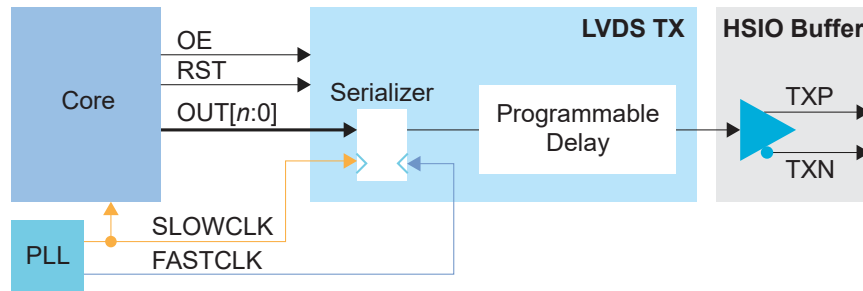 OE
LVDS TX
HSIO Buffer
RST
Core
Serializer
OUT[n:0]
Programmable
Delay
TXP
TXN
SLOWCLK
PLL
FASTCLK